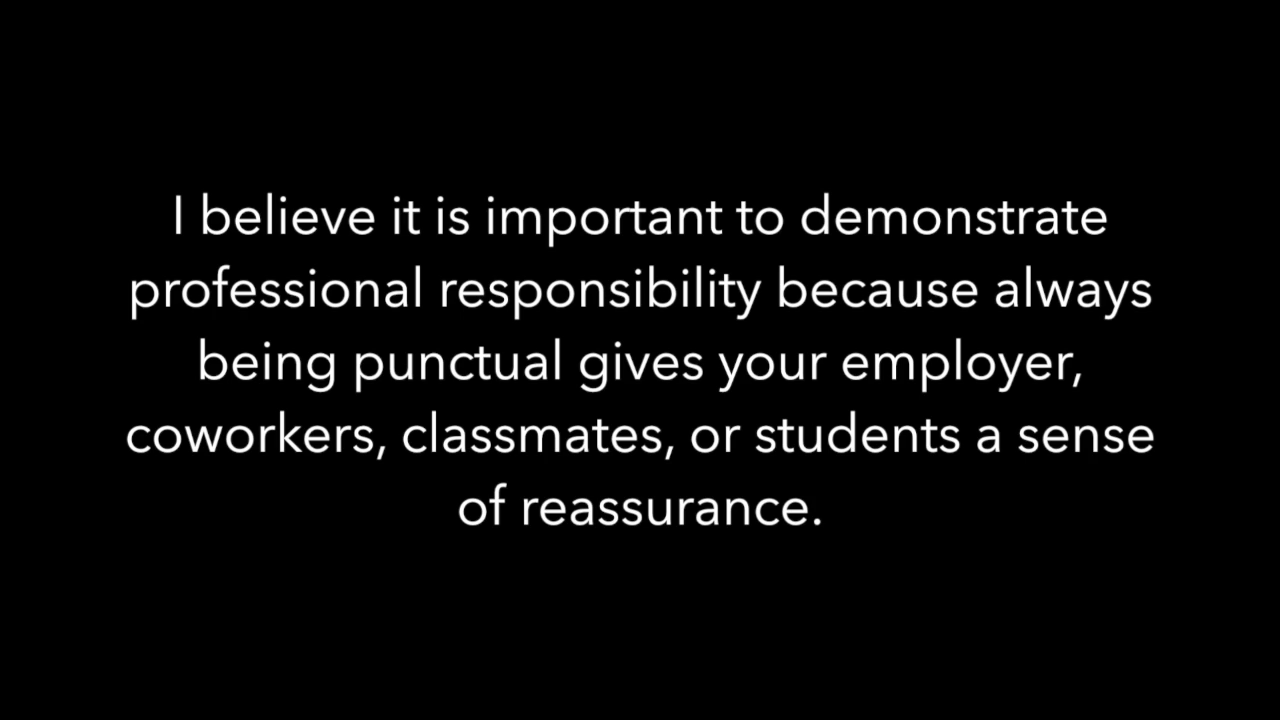 I believe it is important to demonstrate
professional responsibility because always
being punctual gives your employer,
coworkers, classmates, or students a sense
of reassurance.